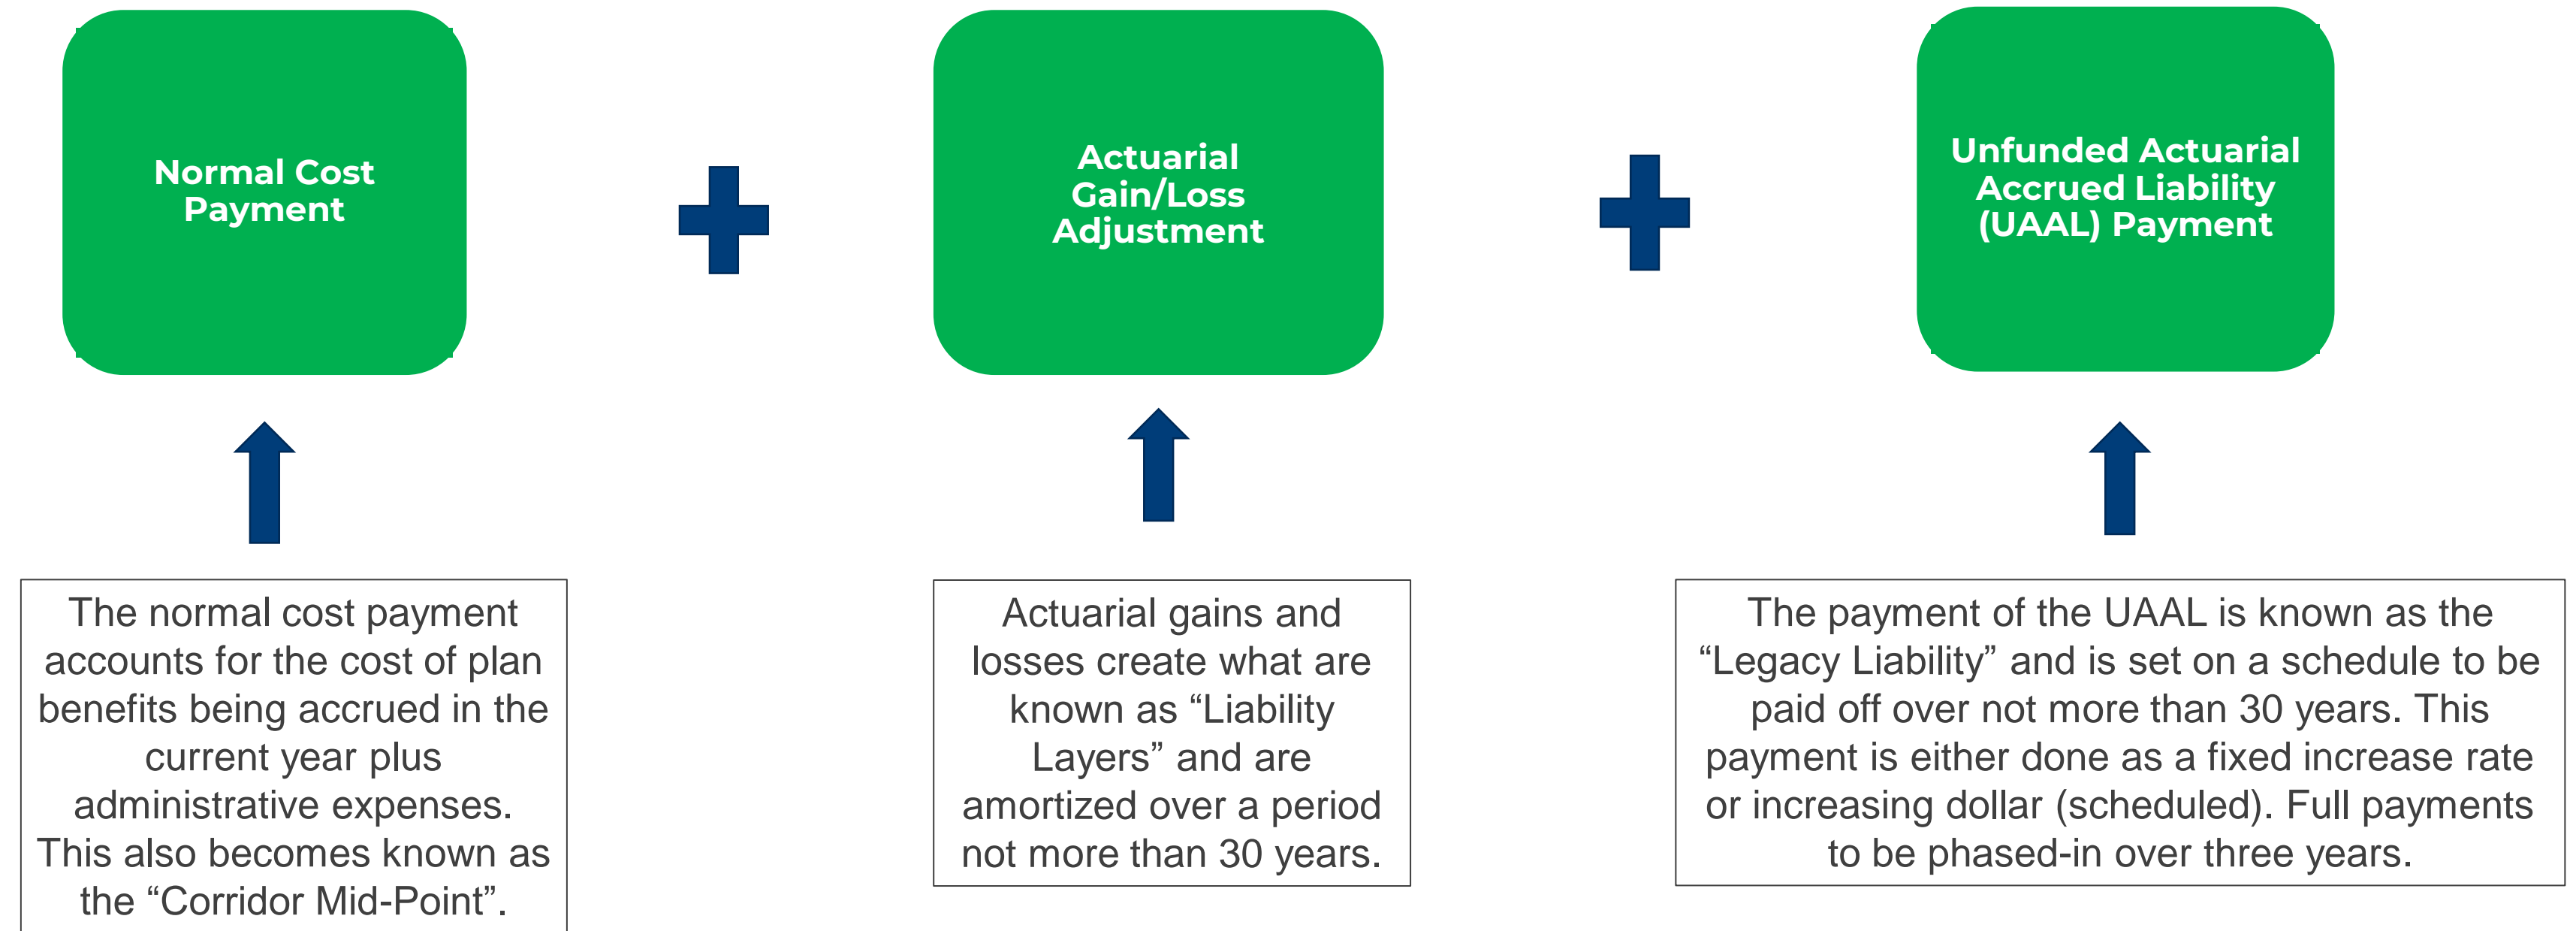 Normal Cost
Payment
Actuarial
Gain/Loss
Adjustment
Unfunded Actuarial
Accrued Liability
(UAAL) Payment
The normal cost payment
accounts for the cost of plan
benefits being accrued in the
current year plus
administrative expenses.
This also becomes known as
the “Corridor Mid-Point”.
Actuarial gains and
losses create what are
known as “Liability
Layers” and are
amortized over a period
not more than 30 years.
The payment of the UAAL is known as the
“Legacy Liability” and is set on a schedule to be
paid off over not more than 30 years. This
payment is either done as a fixed increase rate
or increasing dollar (scheduled). Full payments
to be phased-in over three years.